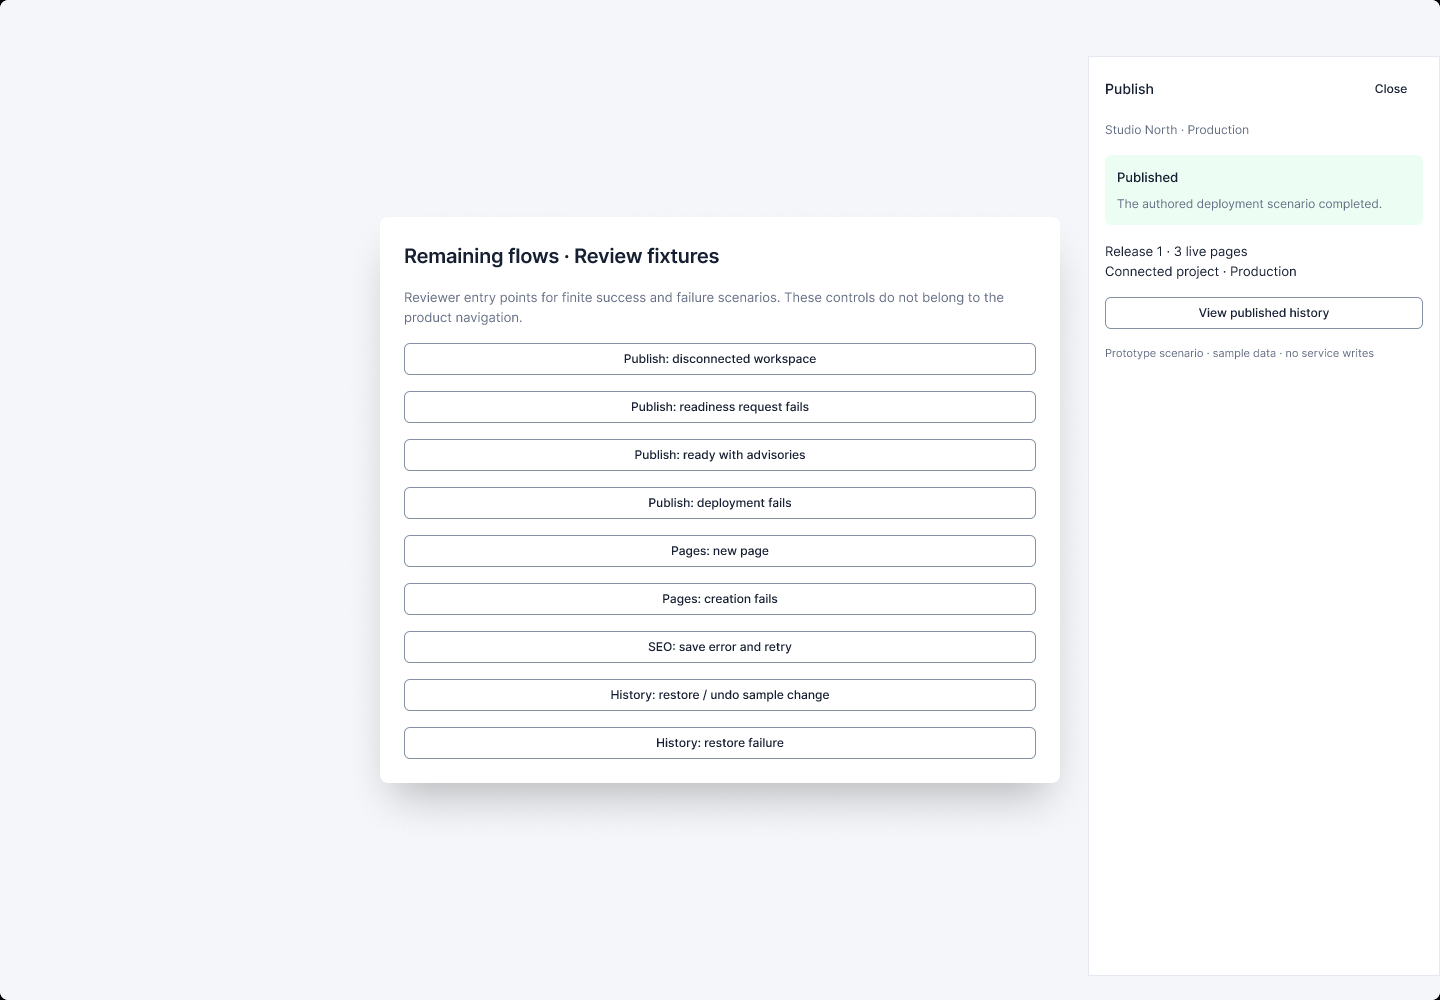 Remaining flows · Review fixtures
Reviewer entry points for finite success and failure scenarios. These controls do not belong to the
product navigation.
Publish: disconnected workspace
Publish: readiness request fails
Publish: ready with advisories
Publish: deployment fails
Pages: new page
Pages: creation fails
SEO: save error and retry
History: restore / undo sample change
History: restore failure
Publish
Close
Studio North · Production
Published
The authored deployment scenario completed.
Release 1 · 3 live pages
Connected project · Production
View published history
Prototype scenario · sample data · no service writes